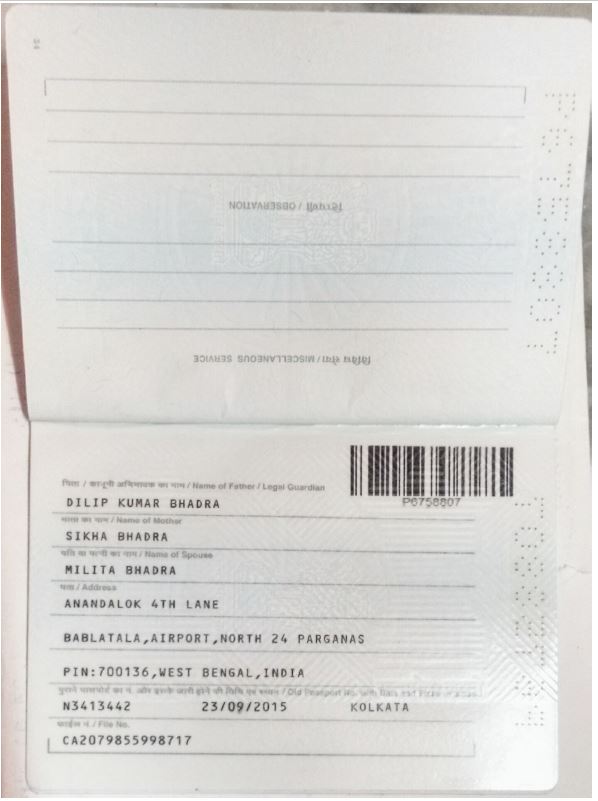 34
टिप्पणी / OBSERVATION
विविध सेवा / MISCELLANEOUS SERVICE
पिता / कानूनी अभिभावक का नाम / Name of Father / Legal Guardian
P6758807
DILIP KUMAR BHADRA
माता का नाम / Name of Mother
SIKHA BHADRA
पति या पत्नी का नाम / Name of Spouse
MILITA BHADRA
पता / Address
ANANDALOK 4TH LANE
BABLATALA,AIRPORT,NORTH 24 PARGANAS
PIN:700136,WEST BENGAL,INDIA
पुराने पासपोर्ट का नं. और इसके जारी होने की तिथि एवं स्थान / Old Passport No. with Date and Place of Issue
N3413442 23/09/2015 KOLKATA
फाईल नं. / File No.
CA2079855998717